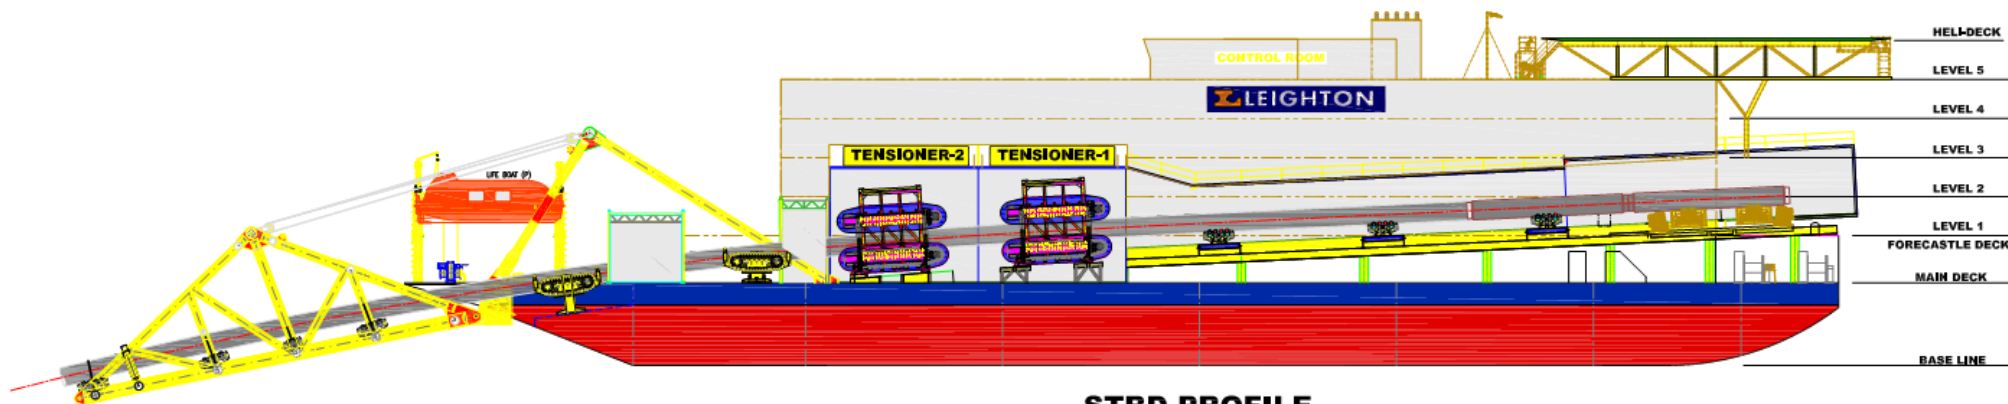 HELI-DECK
CONTROL ROOM
LEVEL 5
LEIGHTON
LEVEL 4
TENSIONER-2
TENSIONER-1
LEVEL 3
LIFE BOAT (P)
LEVEL 2
LEVEL 1
FORECASTLE DECK
MAIN DECK
BASE LINE
STBD PROFILE